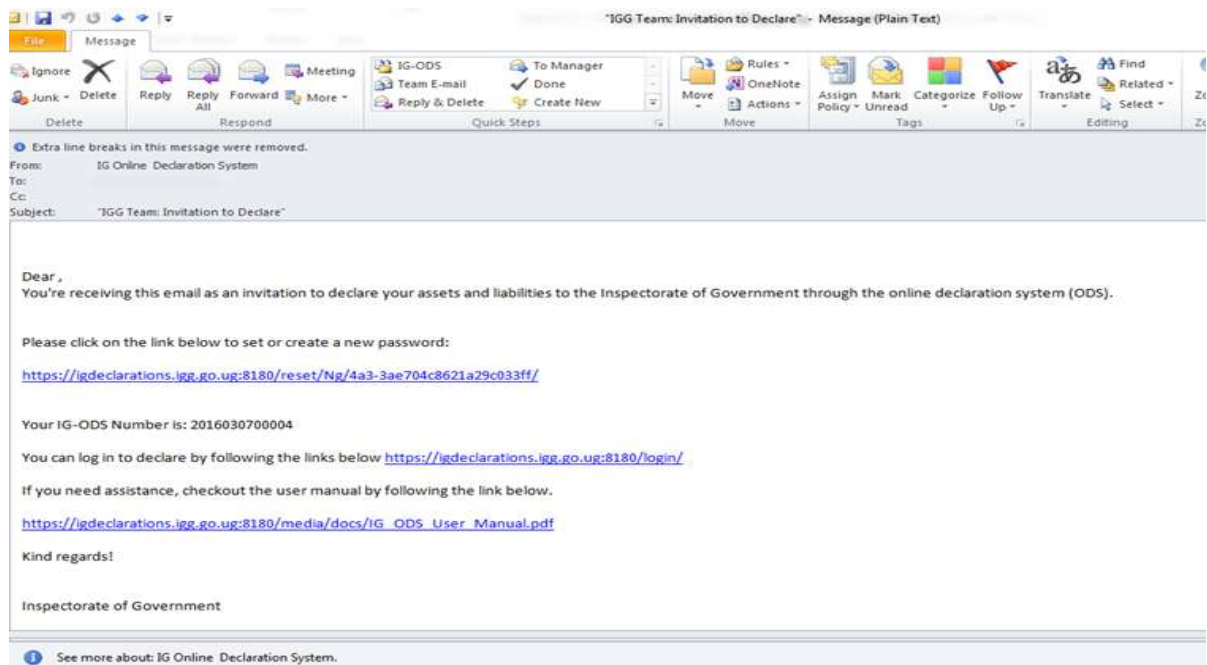 "IGG Team: Invitation to Declare" - Message (Plain Text)
File Message
Ignore
Junk
Delete
Reply
Reply All
Forward
Meeting
More
IG-ODS
Team E-mail
Reply & Delete
To Manager
Done
Create New
Move
Rules
OneNote
Actions
Assign Policy
Mark Unread
Categorize
Follow Up
Translate
Find
Related
Select
Delete Respond Quick Steps Move Tags Editing
Extra line breaks in this message were removed.
From: IG Online Declaration System
To:
Cc:
Subject: "IGG Team: Invitation to Declare"
Dear ,
You're receiving this email as an invitation to declare your assets and liabilities to the Inspectorate of Government through the online declaration system (ODS).
Please click on the link below to set or create a new password:
https://igdeclarations.igg.go.ug:8180/reset/Ng/4a3-3ae704c8621a29c033ff/
Your IG-ODS Number is: 2016030700004
You can log in to declare by following the links below https://igdeclarations.igg.go.ug:8180/login/
If you need assistance, checkout the user manual by following the link below.
https://igdeclarations.igg.go.ug:8180/media/docs/IG_ODS_User_Manual.pdf
Kind regards!
Inspectorate of Government
See more about: IG Online Declaration System.